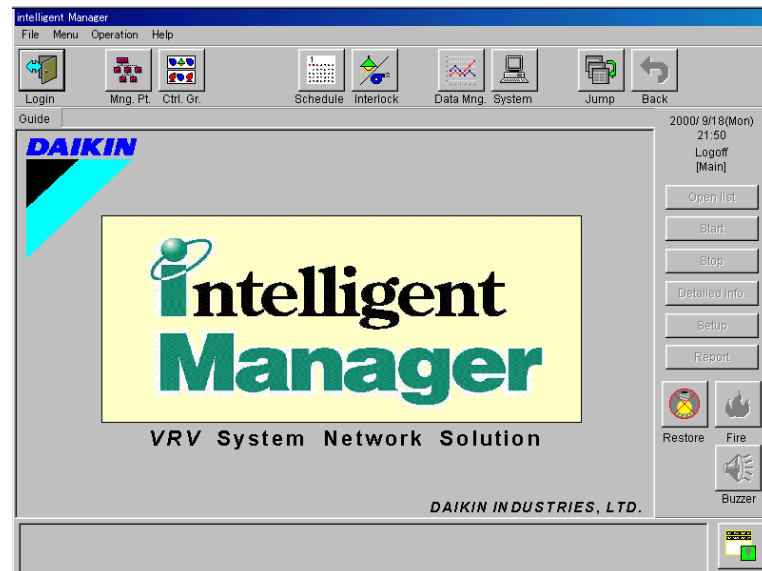 intelligent Manager
File Menu Operation Help
Login Mng. Pt. Ctrl. Gr. Schedule Interlock Data Mng. System Jump Back
Guide
2000/ 9/18(Mon)
21:50
Logoff
[Main]
DAIKIN
Open list
Start
Stop
Detailed info.
Setup
Report
intelligent
Manager
VRV System Network Solution
Restore Fire
Buzzer
DAIKIN INDUSTRIES, LTD.